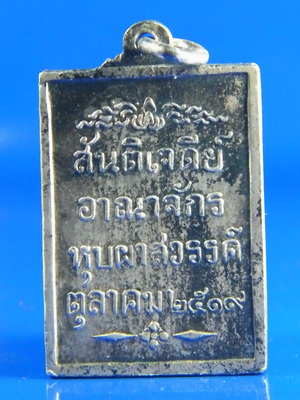 สันติเจดีย์
อาณาจักร
หุบผาสวรรค์
ตุลาคม ๒๕๑๙